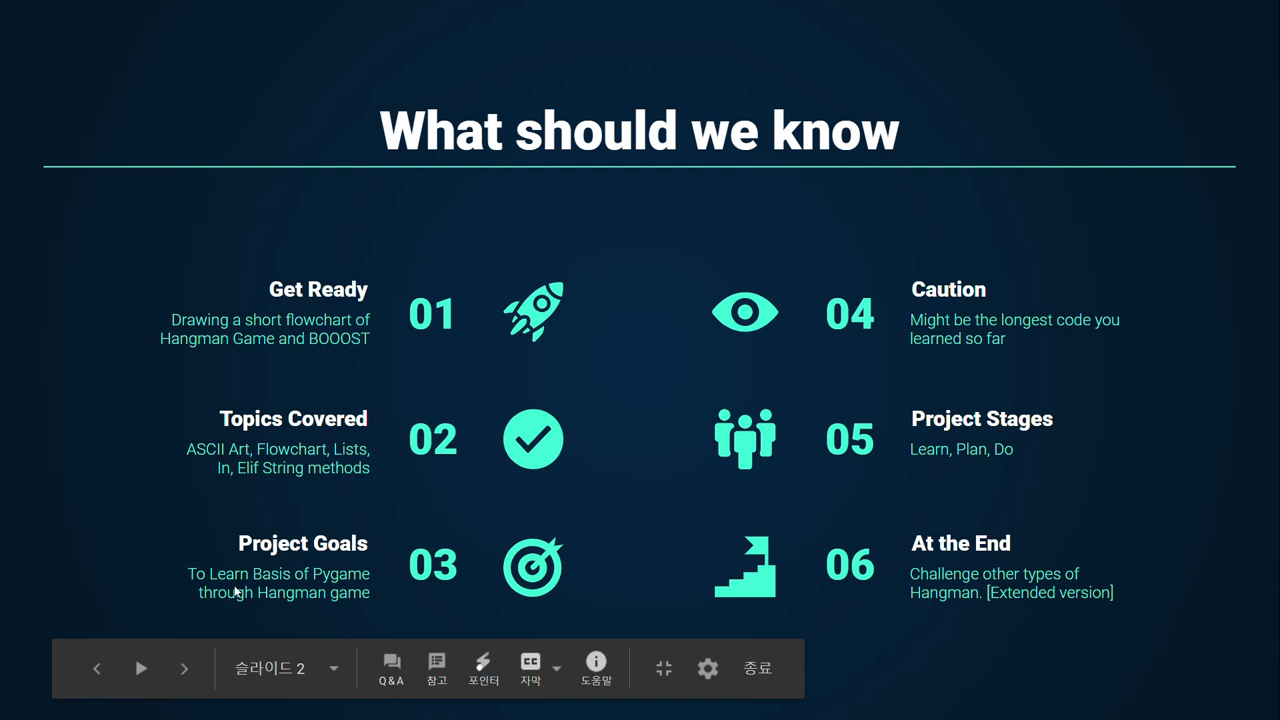 What should we know
Get Ready
Drawing a short flowchart of
Hangman Game and BOOOST
01
Topics Covered
ASCII Art, Flowchart, Lists,
In, Elif String methods
02
Project Goals
To Learn Basis of Pygame
through Hangman game
03
04
Caution
Might be the longest code you
learned so far
05
Project Stages
Learn, Plan, Do
06
At the End
Challenge other types of
Hangman. [Extended version]
슬라이드 2
Q&A
참고
포인터
CC
자막
도움말
종료